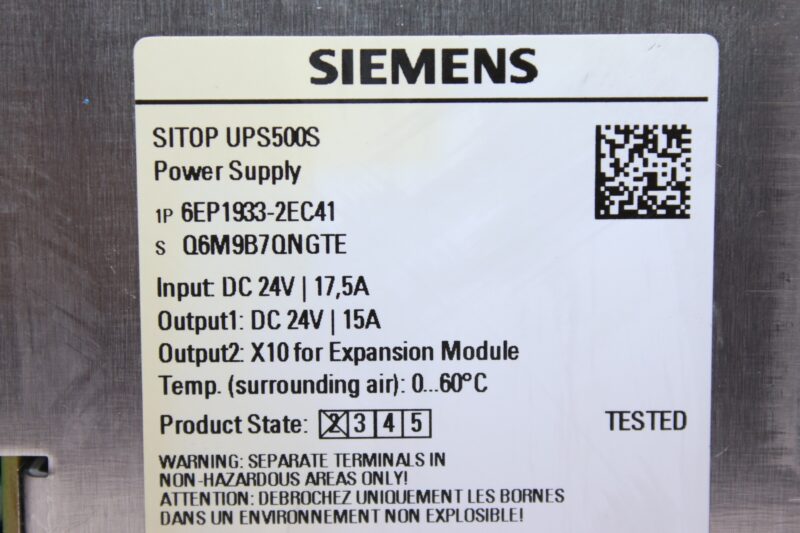 SIEMENS
SITOP UPS500S
Power Supply
1P 6EP1933-2EC41
S Q6M9B7QNGTE
Input: DC 24V | 17,5A
Output1: DC 24V | 15A
Output2: X10 for Expansion Module
Temp. (surrounding air): 0...60°C
Product State: 2 3 4 5 TESTED
WARNING: SEPARATE TERMINALS IN
NON-HAZARDOUS AREAS ONLY!
ATTENTION: DEBROCHEZ UNIQUEMENT LES BORNES
DANS UN ENVIRONNEMENT NON EXPLOSIBLE!